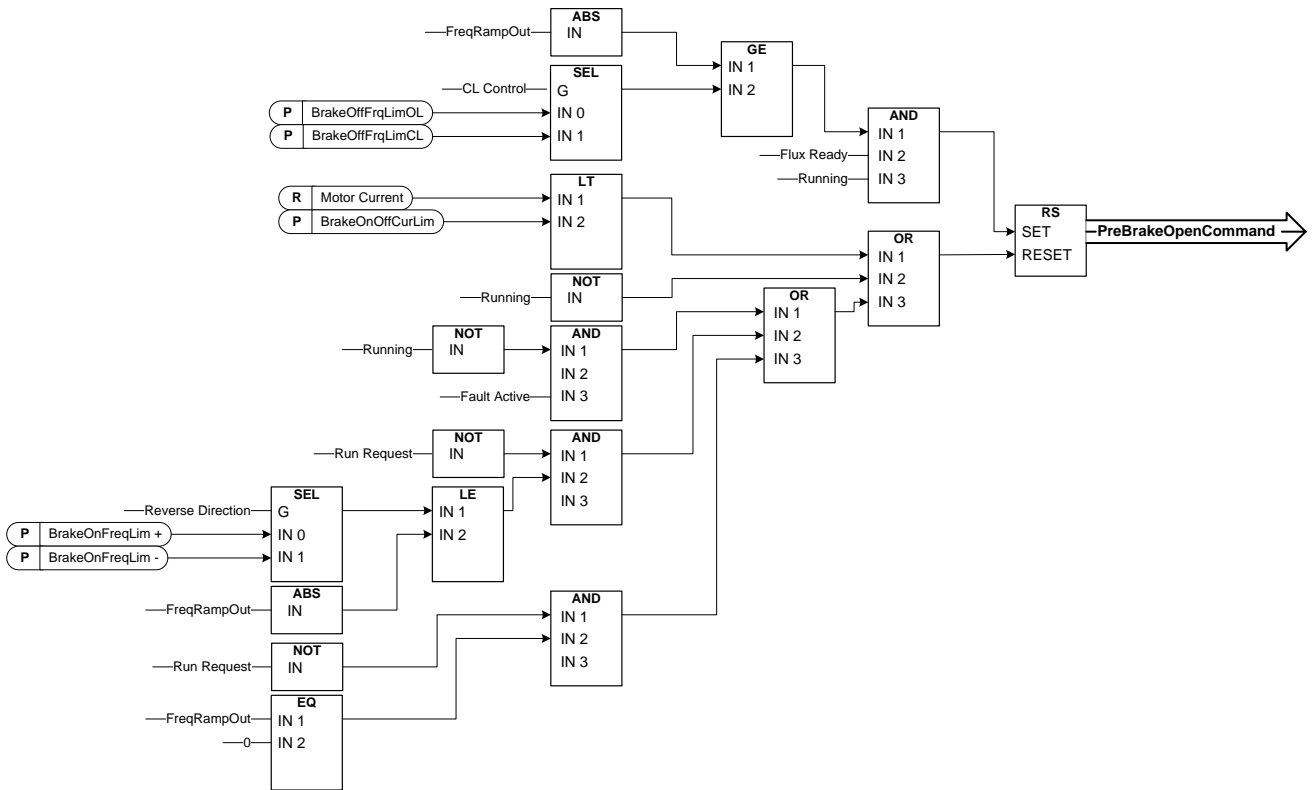 ABS
FreqRampOut
IN
GE
IN 1
IN 2
SEL
CL Control
G
P BrakeOffFrqLimOL
IN 0
P BrakeOffFrqLimCL
IN 1
AND
IN 1
Flux Ready
IN 2
Running
IN 3
LT
R Motor Current
IN 1
P BrakeOnOffCurLim
IN 2
RS
SET
RESET
PreBrakeOpenCommand
OR
IN 1
IN 2
IN 3
NOT
Running
IN
OR
IN 1
IN 2
IN 3
NOT
Running
IN
AND
IN 1
IN 2
Fault Active
IN 3
NOT
Run Request
IN
AND
IN 1
IN 2
IN 3
SEL
Reverse Direction
G
P BrakeOnFreqLim +
IN 0
P BrakeOnFreqLim -
IN 1
LE
IN 1
IN 2
ABS
FreqRampOut
IN
AND
IN 1
IN 2
IN 3
NOT
Run Request
IN
EQ
FreqRampOut
IN 1
0
IN 2